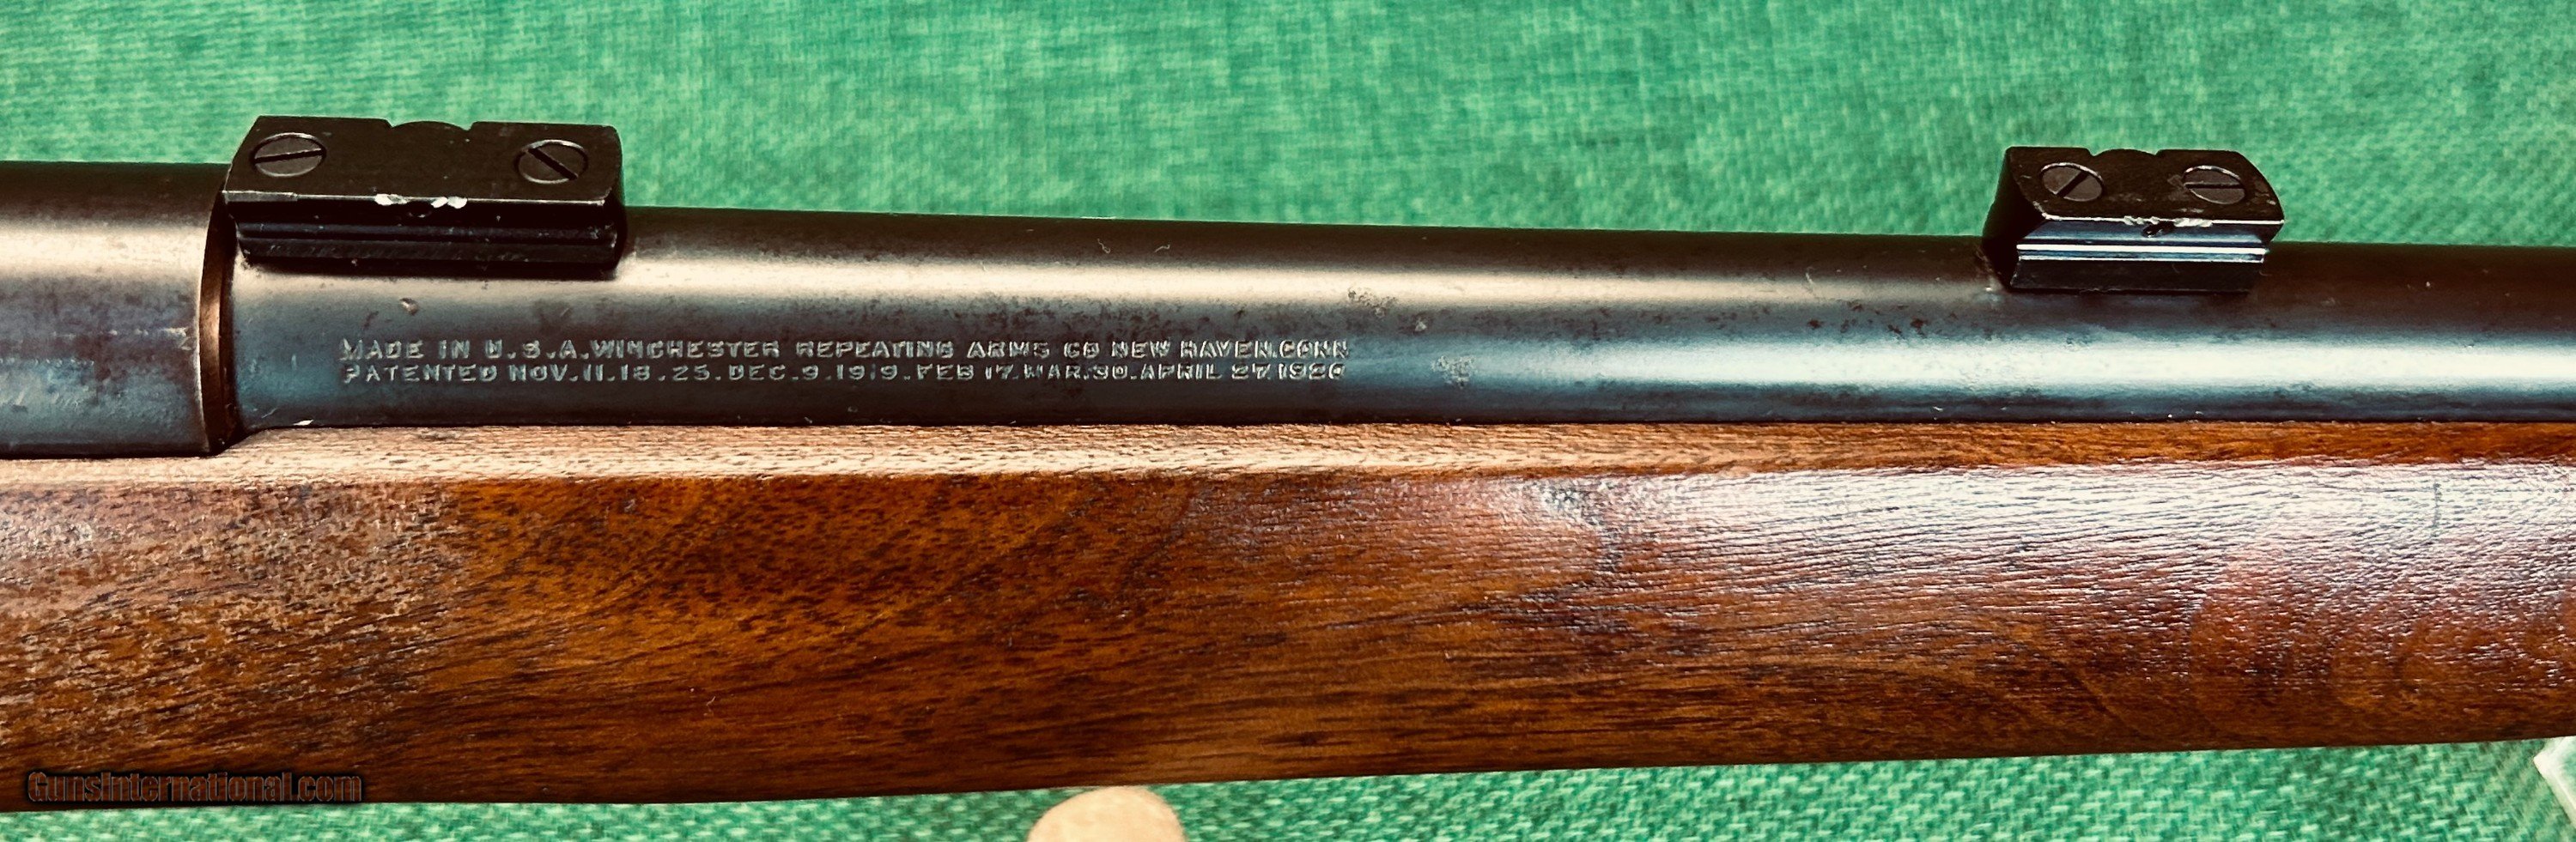 MADE IN U.S.A. WINCHESTER REPEATING ARMS CO NEW HAVEN. CONN
PATENTED NOV. 11. 18. 25. DEC. 9. 1919. FEB 17. MAR. 30. APRIL 27. 1920
GunsInternational.com